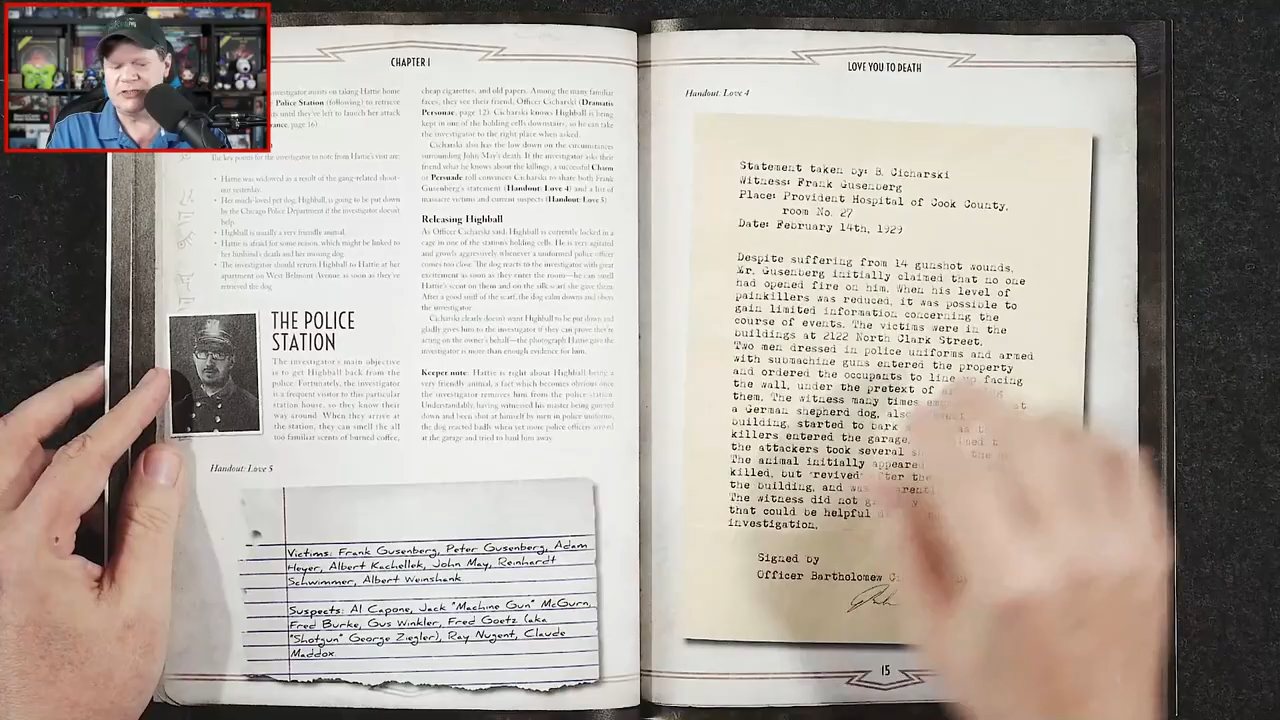 CHAPTER I
investigator assists on taking Hattie home
Police Station (following) to retrieve
until they've left to launch her attack
page 16)
The key points for the investigator to note from Hattie's visit are:
• Hattie was widowed as a result of the gang-related shoot-
out yesterday.
• Her much-loved pet dog, Highball, is going to be put down
by the Chicago Police Department if the investigator doesn't
help.
• Highball is usually a very friendly animal.
• Hattie is afraid for some reason, which might be linked to
her husband's death and her missing dog.
• The investigator should return Highball to Hattie at her
apartment on West Belmont Avenue as soon as they've
retrieved the dog
THE POLICE
STATION
The investigator's main objective
is to get Highball back from the
police. Fortunately, the investigator
is a frequent visitor to this particular
station house, so they know their
way around. When they arrive at
the station, they can smell the all
too familiar scents of burned coffee,
cheap cigarettes, and old papers. Among the many familiar
faces, they see their friend, Officer Cicharski (Dramatis
Personae, page 12). Cicharski knows Highball is being
kept in one of the holding cells downstairs, so he can take
the investigator to the right place when asked.
Cicharski also has the low down on the circumstances
surrounding John May's death. If the investigator asks their
friend what he knows about the killings, a successful Charm
or Persuade roll convinces Cicharski to share both Frank
Gusenberg's statement (Handout: Love 4) and a list of
massacre victims and current suspects (Handout: Love 5)
Releasing Highball
As Officer Cicharski said, Highball is currently locked in a
cage in one of the station's holding cells. He is very agitated
and growls aggressively whenever a uniformed police officer
comes too close. The dog reacts to the investigator with great
excitement as soon as they enter the room—he can smell
Hattie's scent on them and on the silk scarf she gave them.
After a good sniff of the scarf, the dog calms down and obeys
the investigator.
Cicharski clearly doesn't want Highball to be put down and
gladly gives him to the investigator if they can prove they're
acting on the owner's behalf—the photograph Hattie gave the
investigator is more than enough evidence for him.
Keeper note: Hattie is right about Highball being a
very friendly animal, a fact which becomes obvious once
the investigator removes him from the police station.
Understandably, having witnessed his master being gunned
down and been shot at himself by men in police uniforms,
the dog reacted badly when yet more police officers arrived
at the garage and tried to haul him away.
Handout: Love 5
Victims: Frank Gusenberg, Peter Gusenberg, Adam
Heyer, Albert Kachellek, John May, Reinhardt
Schwimmer, Albert Weinshank
Suspects: Al Capone, Jack "Machine Gun" McGurn,
Fred Burke, Gus Winkler, Fred Goetz (aka
"Shotgun" George Ziegler), Ray Nugent, Claude
Maddox
LOVE YOU TO DEATH
Handout: Love 4
Statement taken by: B. Cicharski
Witness: Frank Gusenberg
Place: Provident Hospital of Cook County,
room No. 27
Date: February 14th, 1929
Despite suffering from 14 gunshot wounds,
Mr. Gusenberg initially claimed that no one
had opened fire on him. When his level of
painkillers was reduced, it was possible to
gain limited information concerning the
course of events. The victims were in the
buildings at 2122 North Clark Street.
Two men dressed in police uniforms and armed
with submachine guns entered the property
and ordered the occupants to line up facing
the wall, under the pretext of
them. The witness many times
a German shepherd dog, also
building, started to bark
killers entered the garage,
the attackers took several
The animal initially appeared
killed, but revived after the
the building, and was
The witness did not
that could be helpful
investigation.
Signed by
Officer Bartholomew
15